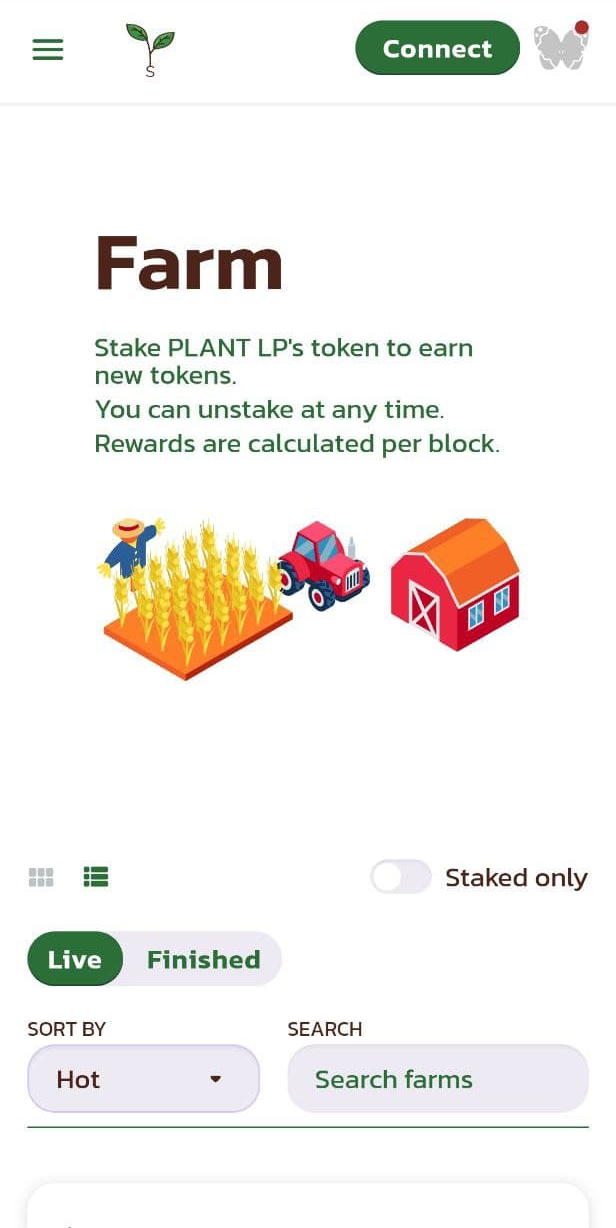 Connect
S
Farm
Stake PLANT LP's token to earn
new tokens.
You can unstake at any time.
Rewards are calculated per block.
Staked only
Live Finished
SORT BY SEARCH
Hot Search farms